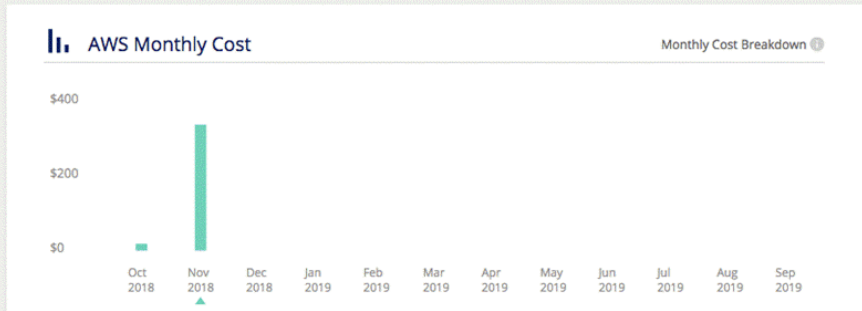 AWS Monthly Cost
Monthly Cost Breakdown
$400
$200
$0
Oct Nov Dec Jan Feb Mar Apr May Jun Jul Aug Sep
2018 2018 2018 2019 2019 2019 2019 2019 2019 2019 2019 2019